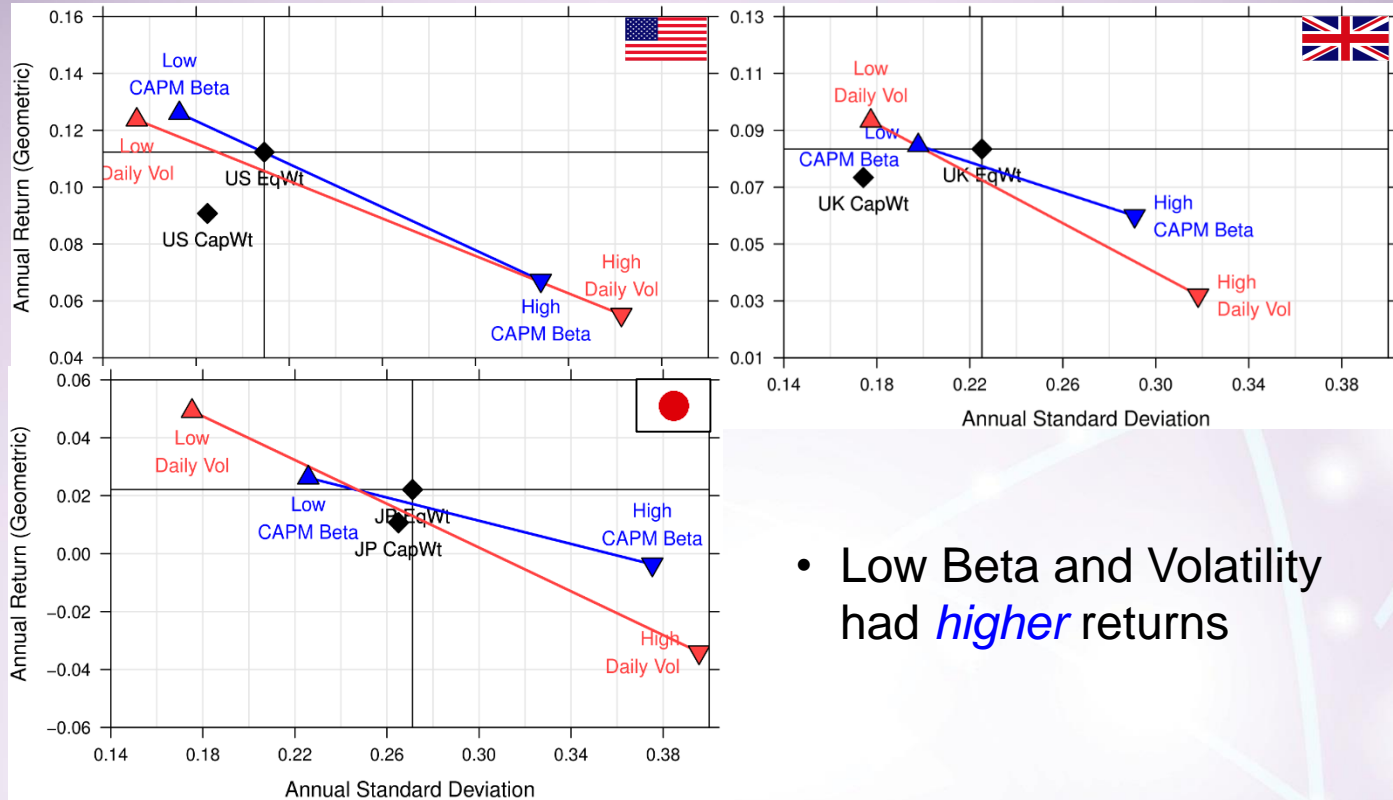 0.16
0.14
0.12
0.10
0.08
0.06
0.04
Annual Return (Geometric)
Low
CAPM Beta
Low
Daily Vol
US EqWt
US CapWt
High
Daily Vol
High
CAPM Beta
0.13
0.11
0.09
0.07
0.05
0.03
0.01
Low
Daily Vol
Low
CAPM Beta
UK EqWt
UK CapWt
High
CAPM Beta
High
Daily Vol
0.14 0.18 0.22 0.26 0.30 0.34 0.38
Annual Standard Deviation
0.06
0.04
0.02
0.00
−0.02
−0.04
−0.06
Annual Return (Geometric)
Low
Daily Vol
Low
CAPM Beta
JP EqWt
JP CapWt
High
CAPM Beta
High
Daily Vol
0.14 0.18 0.22 0.26 0.30 0.34 0.38
Annual Standard Deviation
• Low Beta and Volatility
had higher returns